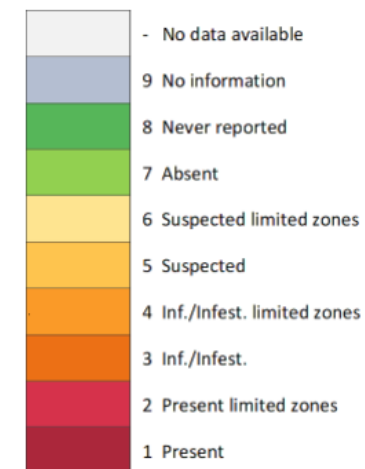 - No data available
9 No information
8 Never reported
7 Absent
6 Suspected limited zones
5 Suspected
4 Inf./Infest. limited zones
3 Inf./Infest.
2 Present limited zones
1 Present